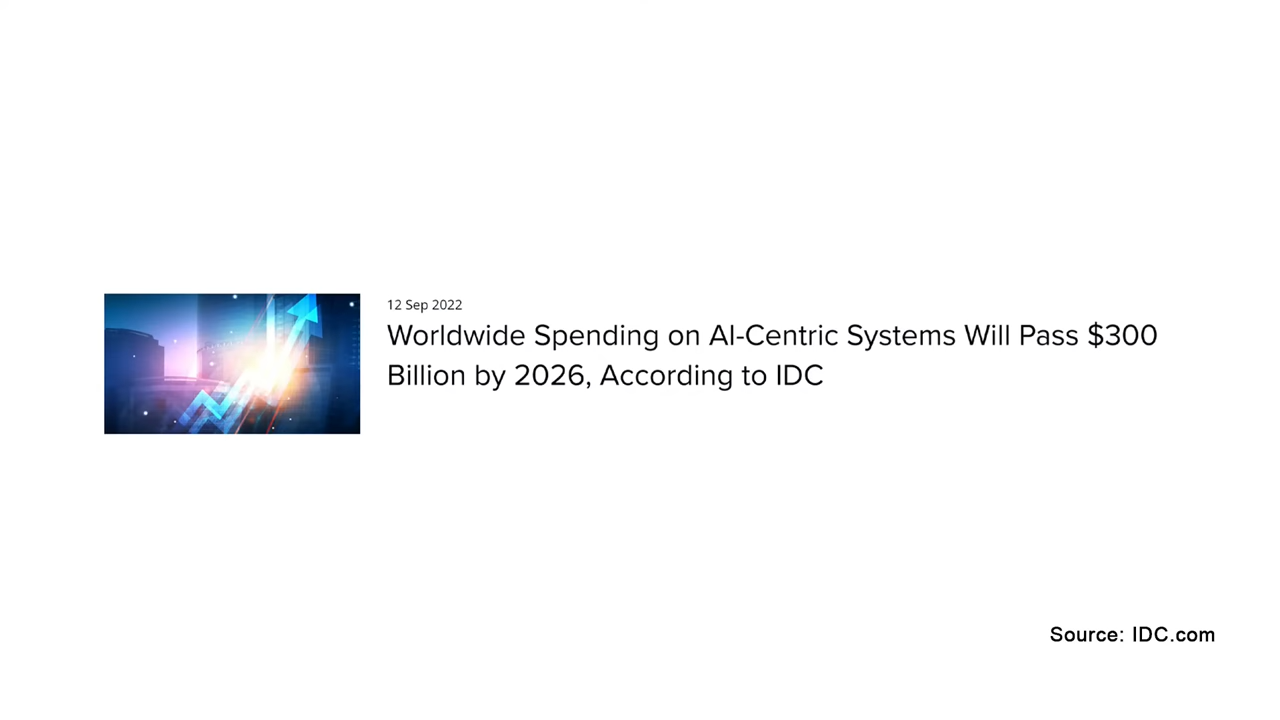 12 Sep 2022
Worldwide Spending on AI-Centric Systems Will Pass $300
Billion by 2026, According to IDC
Source: IDC.com